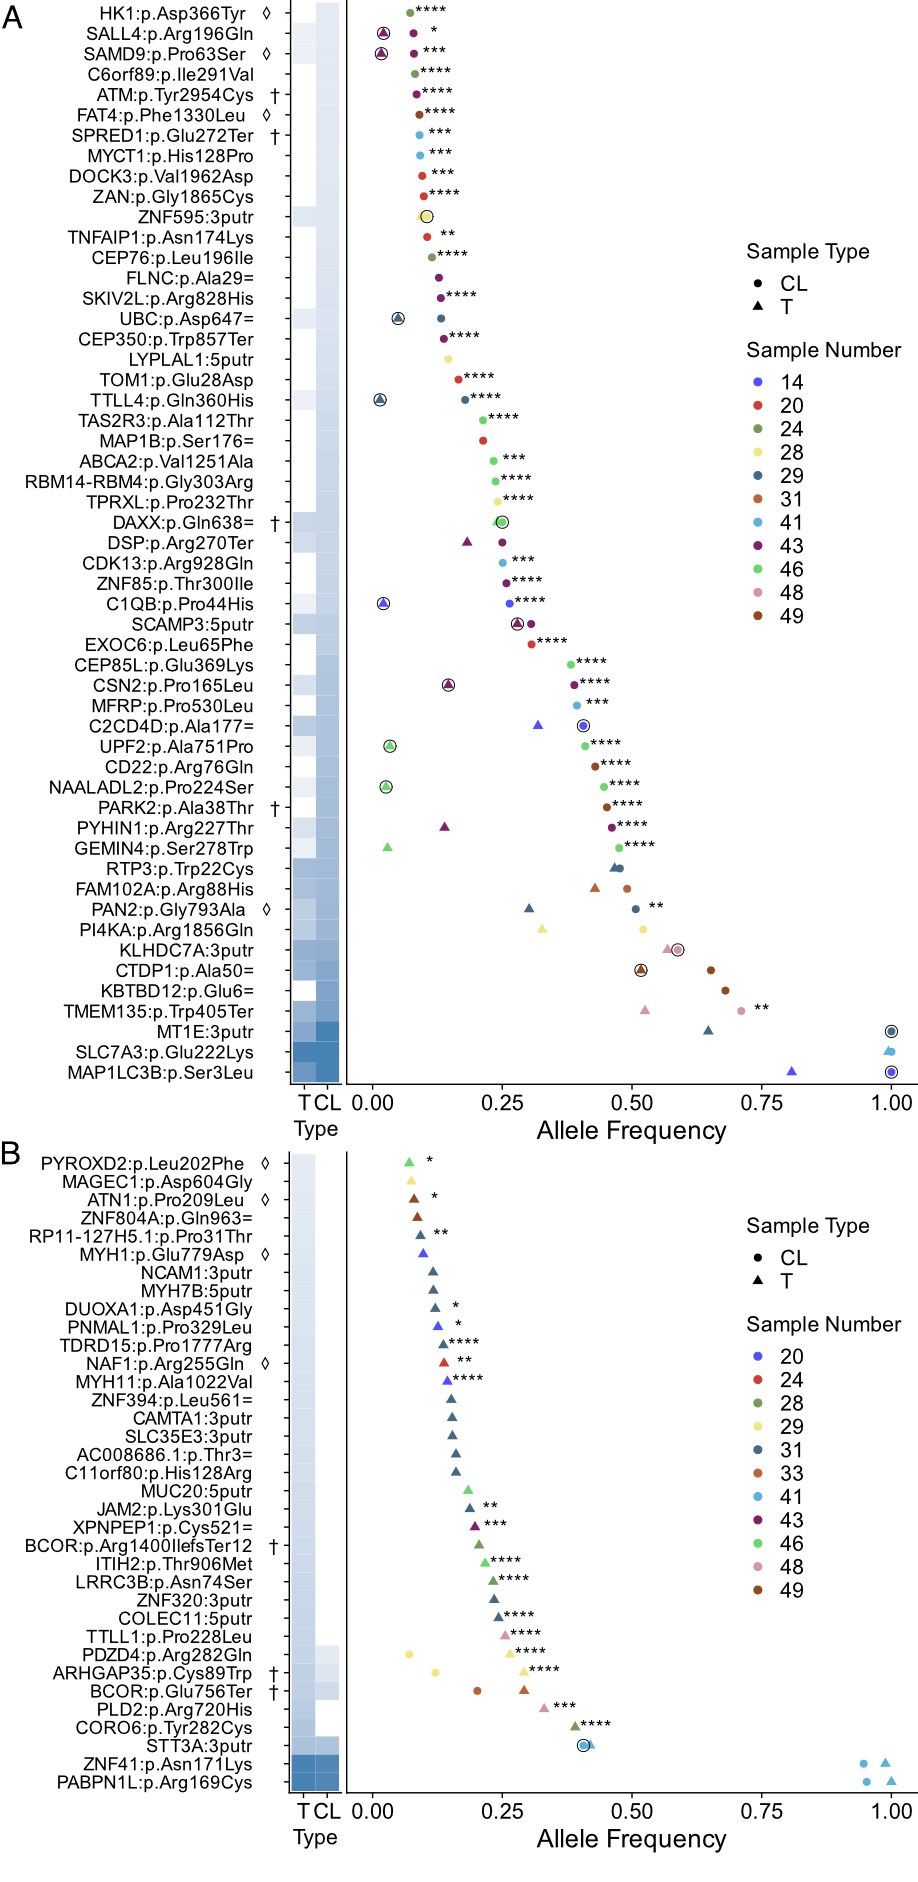 A
HK1:p.Asp366Tyr ◊ ****
SALL4:p.Arg196Gln *
SAMD9:p.Pro63Ser ◊ ***
C6orf89:p.Ile291Val ****
ATM:p.Tyr2954Cys † ****
FAT4:p.Phe1330Leu ◊ ****
SPRED1:p.Glu272Ter † ***
MYCT1:p.His128Pro ***
DOCK3:p.Val1962Asp ***
ZAN:p.Gly1865Cys ****
ZNF595:3putr
TNFAIP1:p.Asn174Lys **
CEP76:p.Leu196Ile ****
FLNC:p.Ala29=
SKIV2L:p.Arg828His ****
UBC:p.Asp647=
CEP350:p.Trp857Ter ****
LYPLAL1:5putr
TOM1:p.Glu28Asp ****
TTLL4:p.Gln360His ****
TAS2R3:p.Ala112Thr ****
MAP1B:p.Ser176=
ABCA2:p.Val1251Ala ***
RBM14-RBM4:p.Gly303Arg ****
TPRXL:p.Pro232Thr ****
DAXX:p.Gln638= †
DSP:p.Arg270Ter
CDK13:p.Arg928Gln ***
ZNF85:p.Thr300Ile ****
C1QB:p.Pro44His ****
SCAMP3:5putr
EXOC6:p.Leu65Phe ****
CEP85L:p.Glu369Lys ****
CSN2:p.Pro165Leu ****
MFRP:p.Pro530Leu ***
C2CD4D:p.Ala177=
UPF2:p.Ala751Pro ****
CD22:p.Arg76Gln ****
NAALADL2:p.Pro224Ser ****
PARK2:p.Ala38Thr † ****
PYHIN1:p.Arg227Thr ****
GEMIN4:p.Ser278Trp ****
RTP3:p.Trp22Cys
FAM102A:p.Arg88His
PAN2:p.Gly793Ala ◊ **
PI4KA:p.Arg1856Gln
KLHDC7A:3putr
CTDP1:p.Ala50=
KBTBD12:p.Glu6=
TMEM135:p.Trp405Ter **
MT1E:3putr
SLC7A3:p.Glu222Lys
MAP1LC3B:p.Ser3Leu
T CL 0.00 0.25 0.50 0.75 1.00
Type Allele Frequency
Sample Type
CL
T
Sample Number
14
20
24
28
29
31
41
43
46
48
49
B
PYROXD2:p.Leu202Phe ◊ *
MAGEC1:p.Asp604Gly
ATN1:p.Pro209Leu ◊ *
ZNF804A:p.Gln963=
RP11-127H5.1:p.Pro31Thr **
MYH1:p.Glu779Asp ◊
NCAM1:3putr
MYH7B:5putr
DUOXA1:p.Asp451Gly *
PNMAL1:p.Pro329Leu *
TDRD15:p.Pro1777Arg ****
NAF1:p.Arg255Gln ◊ **
MYH11:p.Ala1022Val ****
ZNF394:p.Leu561=
CAMTA1:3putr
SLC35E3:3putr
AC008686.1:p.Thr3=
C11orf80:p.His128Arg
MUC20:5putr
JAM2:p.Lys301Glu **
XPNPEP1:p.Cys521= ***
BCOR:p.Arg1400IlefsTer12 †
ITIH2:p.Thr906Met ****
LRRC3B:p.Asn74Ser ****
ZNF320:3putr
COLEC11:5putr ****
TTLL1:p.Pro228Leu ****
PDZD4:p.Arg282Gln ****
ARHGAP35:p.Cys89Trp † ****
BCOR:p.Glu756Ter †
PLD2:p.Arg720His ***
CORO6:p.Tyr282Cys ****
STT3A:3putr
ZNF41:p.Asn171Lys
PABPN1L:p.Arg169Cys
T CL 0.00 0.25 0.50 0.75 1.00
Type Allele Frequency
Sample Type
CL
T
Sample Number
20
24
28
29
31
33
41
43
46
48
49